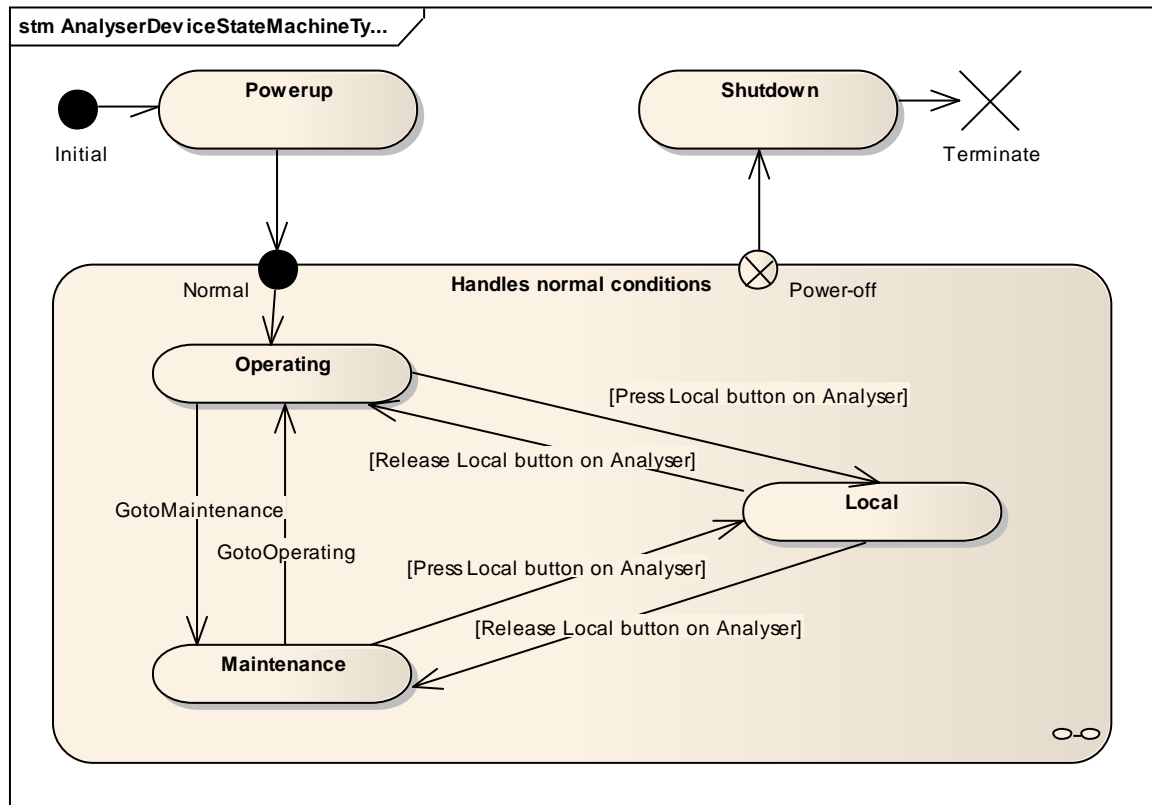 stm AnalyserDeviceStateMachineTy...
Powerup
Shutdown
Initial
Terminate
Normal
Handles normal conditions
Power-off
Operating
[Press Local button on Analyser]
[Release Local button on Analyser]
Local
GotoMaintenance
GotoOperating
[Press Local button on Analyser]
[Release Local button on Analyser]
Maintenance